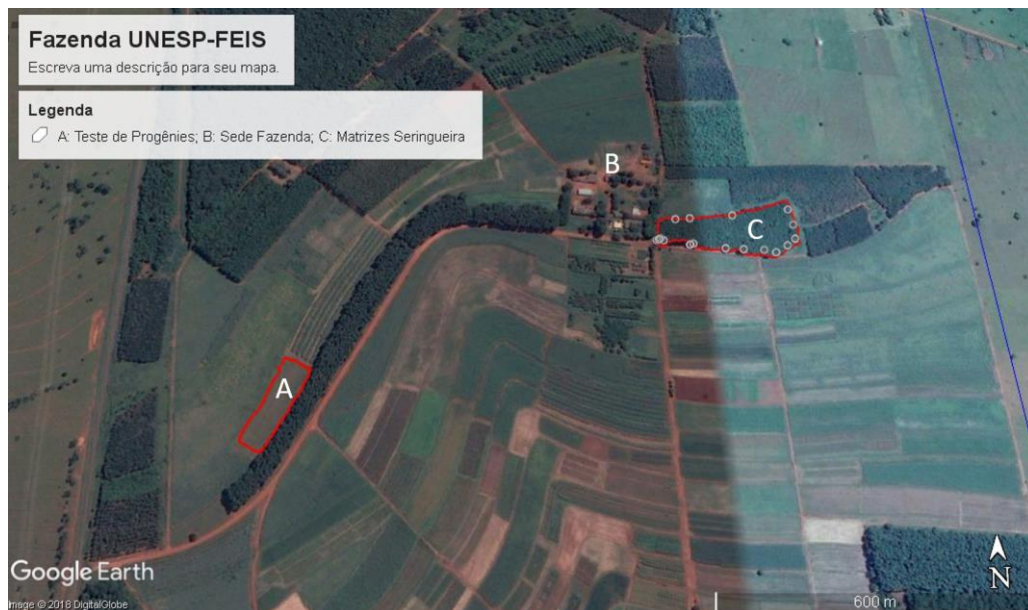 Fazenda UNESP-FEIS
Escreva uma descrição para seu mapa.
Legenda
A: Teste de Progênies; B: Sede Fazenda; C: Matrizes Seringueira
B
C
A
Google Earth
N
Image © 2018 DigitalGlobe
600 m